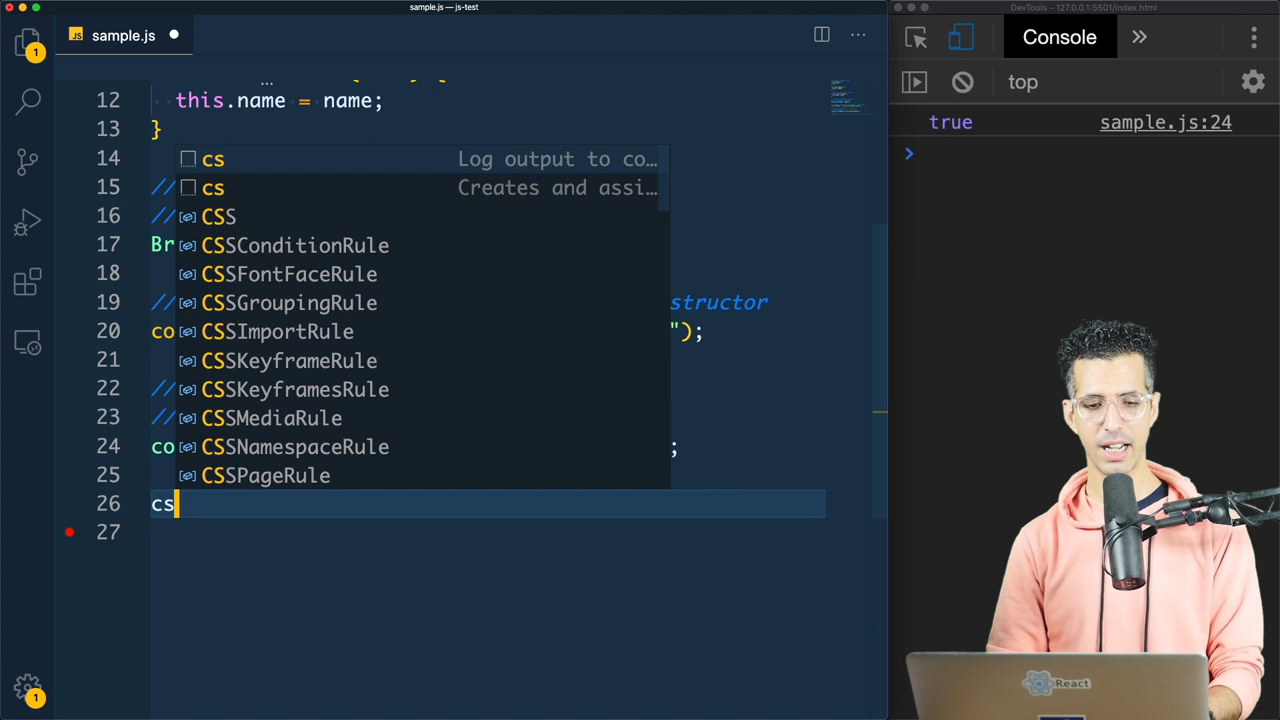 sample.js — js-test
DevTools - 127.0.0.1:5501/index.html
JS sample.js
Console
top
1
12 this.name = name;
13 }
14
15 //
16 //
17 Br
18
19 // structor
20 co ");
21
22 //
23 //
24 co ;
25
26 cs
27
cs Log output to co…
cs Creates and assi…
CSS
CSSConditionRule
CSSFontFaceRule
CSSGroupingRule
CSSImportRule
CSSKeyframeRule
CSSKeyframesRule
CSSMediaRule
CSSNamespaceRule
CSSPageRule
true sample.js:24
React
1